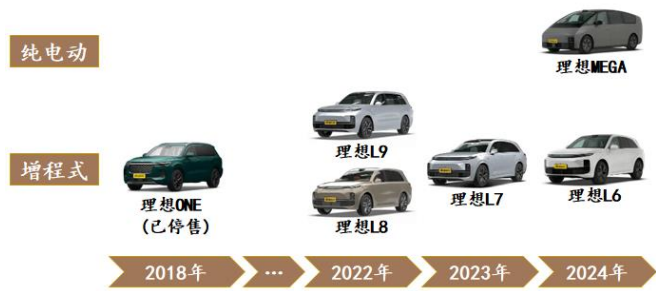 纯电动
理想MEGA
增程式
理想ONE
(已停售)
理想L9
理想L8
理想L7
理想L6
2018年
…
2022年
2023年
2024年